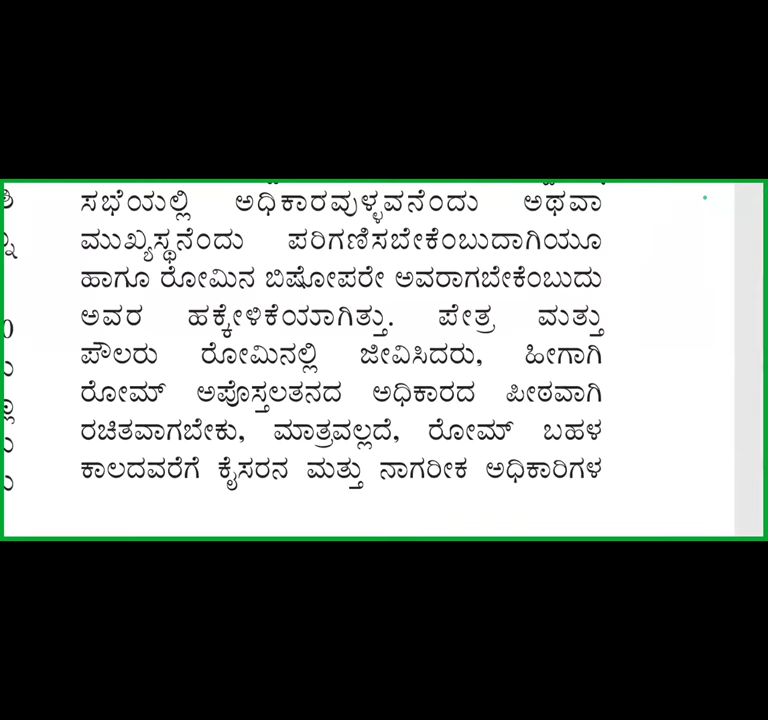 ಸಭೆಯಲ್ಲಿ ಅಧಿಕಾರವುಳ್ಳವನೆಂದು ಅಥವಾ
ಮುಖ್ಯಸ್ಥನೆಂದು ಪರಿಗಣಿಸಬೇಕೆಂಬುದಾಗಿಯೂ
ಹಾಗೂ ರೋಮಿನ ಬಿಷೋಪರೇ ಅವರಾಗಬೇಕೆಂಬುದು
ಅವರ ಹಕ್ಕೇಳಿಕೆಯಾಗಿತ್ತು. ಪೇತ್ರ ಮತ್ತು
ಪೌಲರು ರೋಮಿನಲ್ಲಿ ಜೀವಿಸಿದರು, ಹೀಗಾಗಿ
ರೋಮ್ ಅಪೊಸ್ತಲತನದ ಅಧಿಕಾರದ ಪೀಠವಾಗಿ
ರಚಿತವಾಗಬೇಕು, ಮಾತ್ರವಲ್ಲದೆ, ರೋಮ್ ಬಹಳ
ಕಾಲದವರೆಗೆ ಕೈಸರನ ಮತ್ತು ನಾಗರೀಕ ಅಧಿಕಾರಿಗಳ